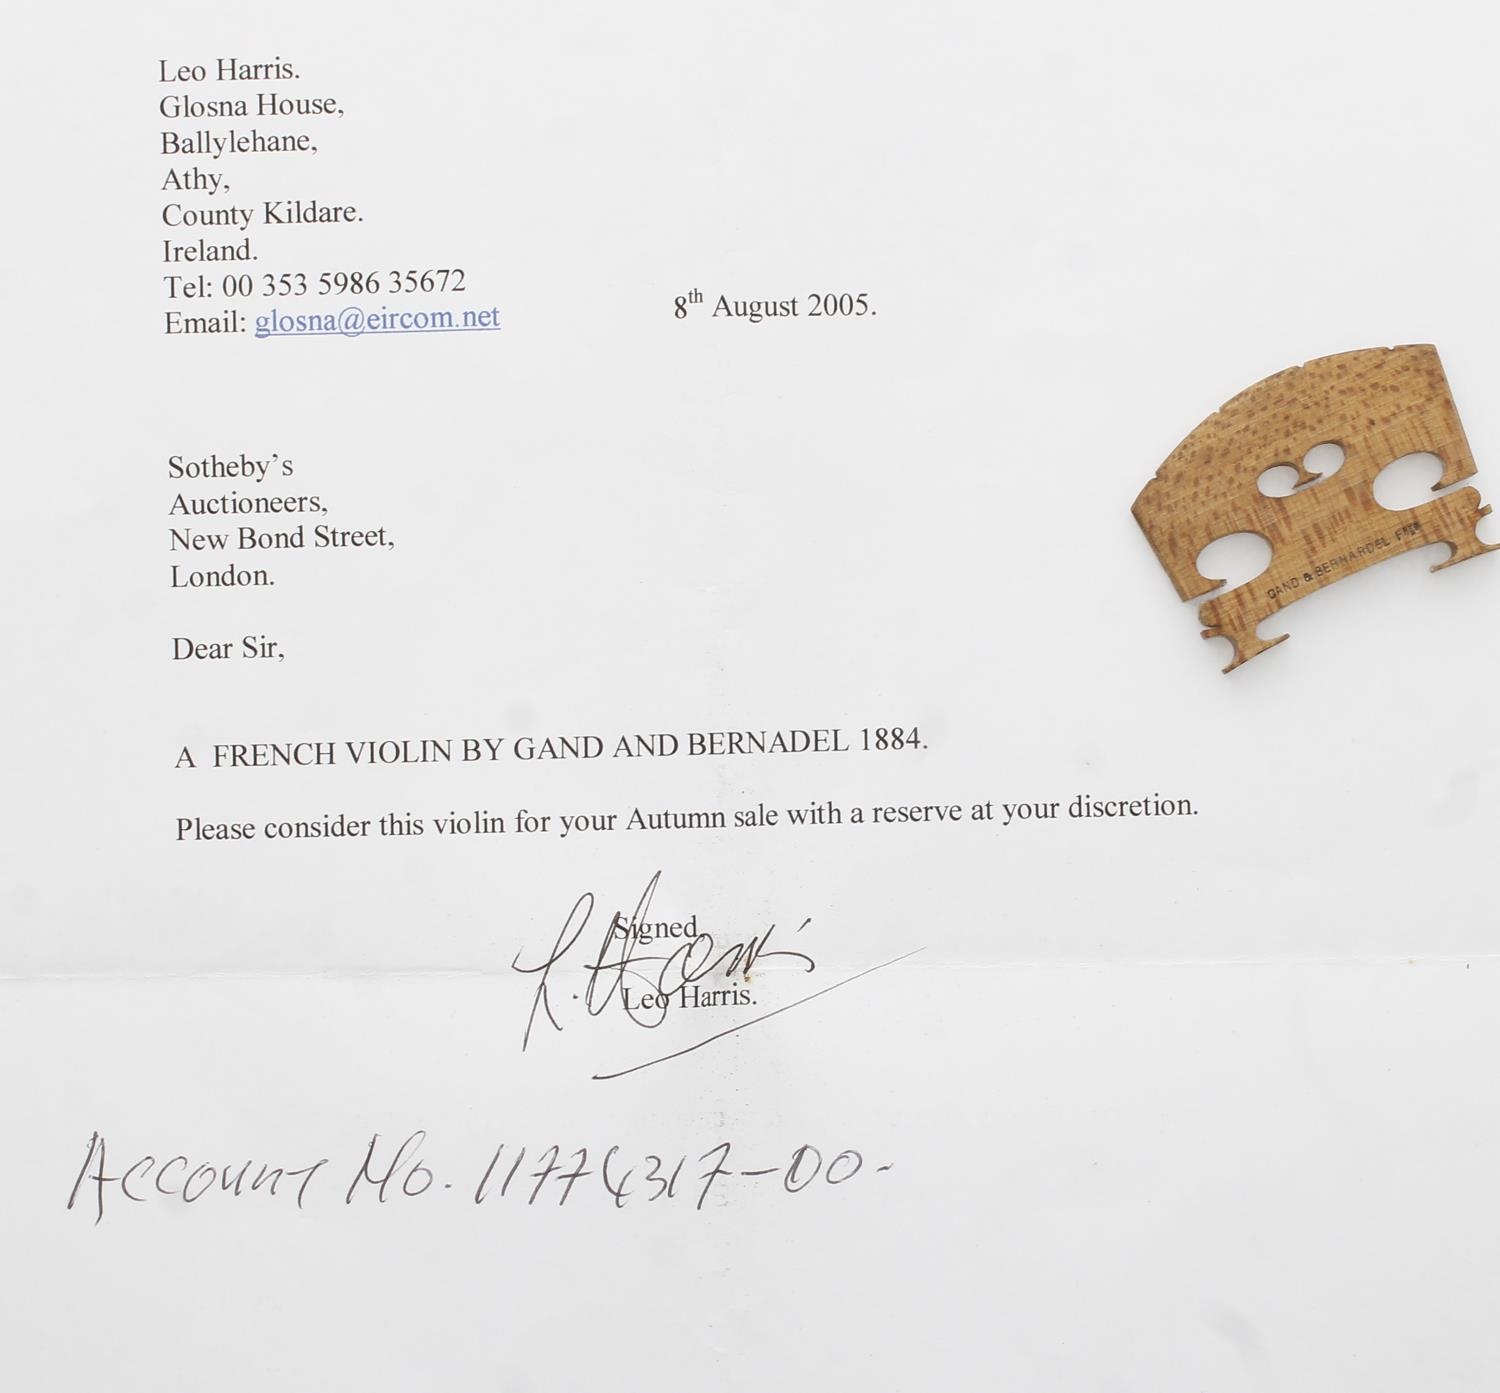 Leo Harris.
Glosna House,
Ballylehane,
Athy,
County Kildare.
Ireland.
Tel: 00 353 5986 35672
Email: glosna@eircom.net
8th August 2005.
Sotheby's
Auctioneers,
New Bond Street,
London.
Dear Sir,
GAND & BERNARDEL FRES
A FRENCH VIOLIN BY GAND AND BERNADEL 1884.
Please consider this violin for your Autumn sale with a reserve at your discretion.
Signed,
L. Harris
Leo Harris.
Account No. 11774317-00-